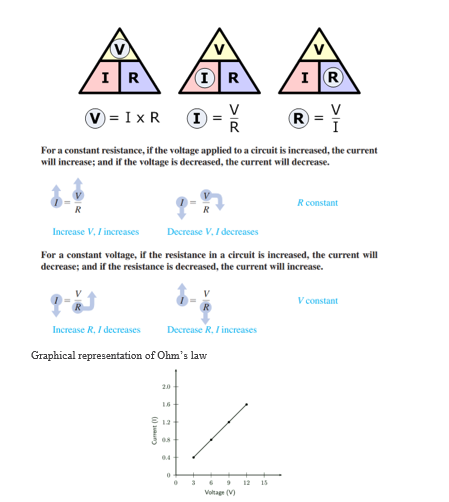 V V V
I R I R I R
V = I x R I = V/R R = V/I
For a constant resistance, if the voltage applied to a circuit is increased, the current
will increase; and if the voltage is decreased, the current will decrease.
I = V/R I = V/R R constant
Increase V, I increases Decrease V, I decreases
For a constant voltage, if the resistance in a circuit is increased, the current will
decrease; and if the resistance is decreased, the current will increase.
I = V/R I = V/R V constant
Increase R, I decreases Decrease R, I increases
Graphical representation of Ohm's law
2.0
1.6
1.2
0.8
0.4
0
Current (I)
0 3 6 9 12 15
Voltage (V)